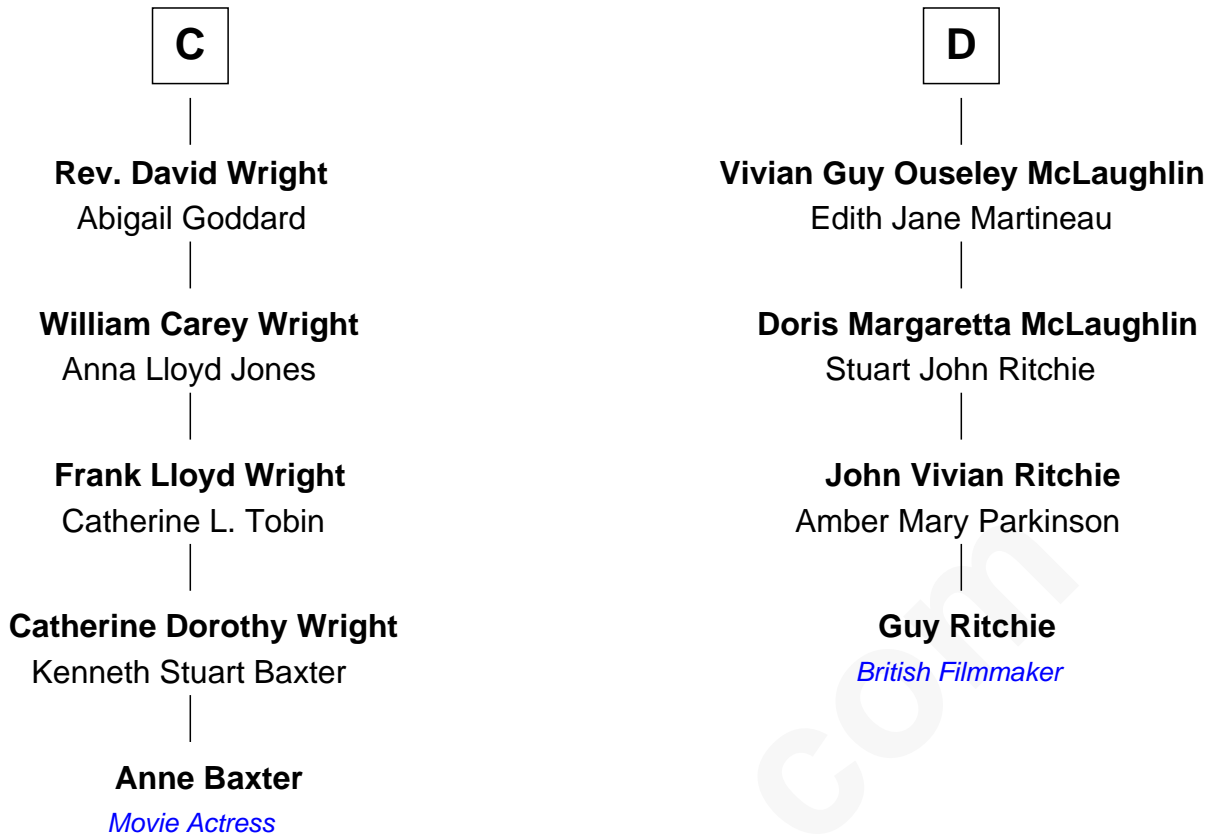 C
Rev. David Wright
Abigail Goddard
William Carey Wright
Anna Lloyd Jones
Frank Lloyd Wright
Catherine L. Tobin
Catherine Dorothy Wright
Kenneth Stuart Baxter
Anne Baxter
Movie Actress
D
Vivian Guy Ouseley McLaughlin
Edith Jane Martineau
Doris Margaretta McLaughlin
Stuart John Ritchie
John Vivian Ritchie
Amber Mary Parkinson
Guy Ritchie
British Filmmaker
com